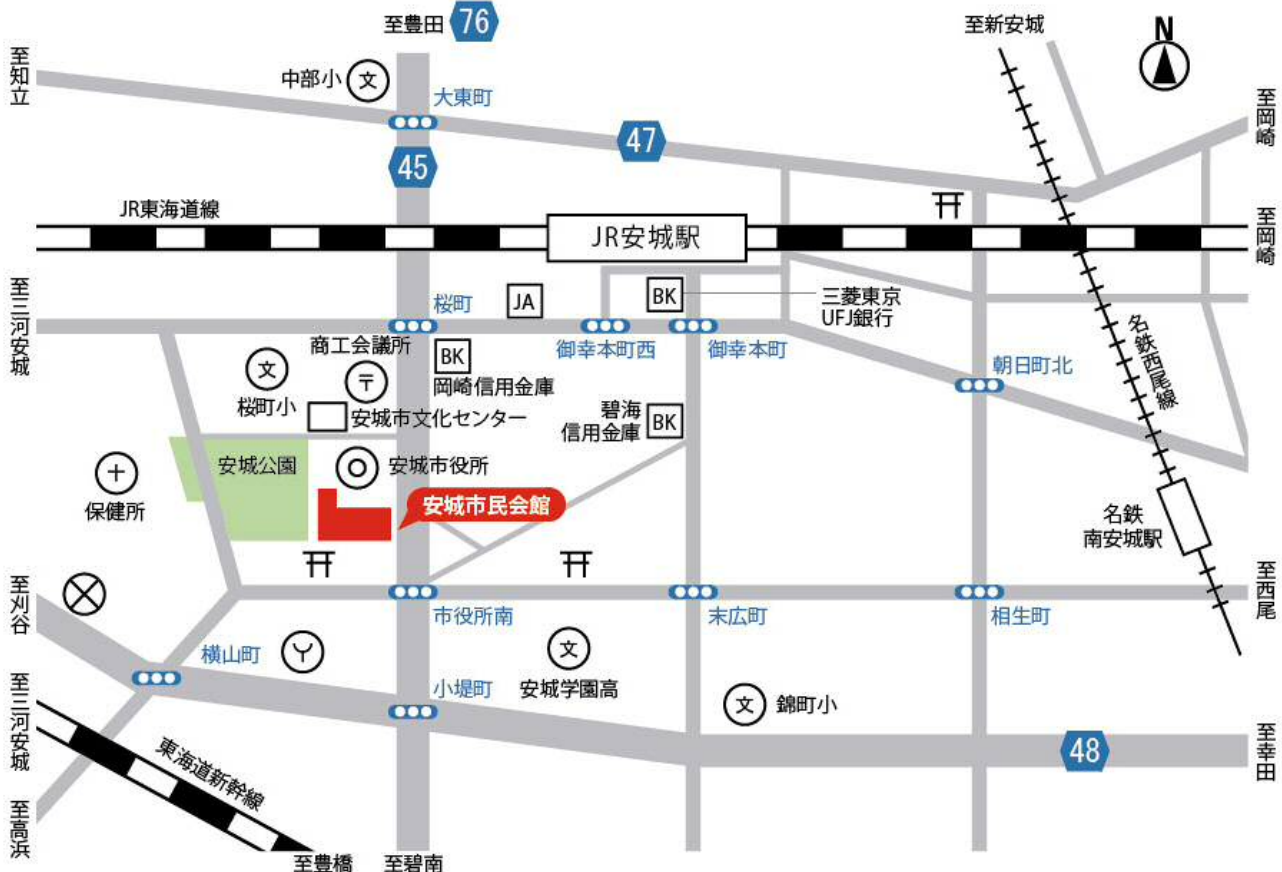 至豊田
76
至新安城
N
至知立
中部小
文
大東町
至岡崎
47
45
JR東海道線
JR安城駅
至岡崎
至三河安城
桜町
JA
BK
三菱東京
UFJ銀行
商工会議所
御幸本町西
御幸本町
名鉄西尾線
文
〒
BK
岡崎信用金庫
朝日町北
桜町小
安城市文化センター
碧海
信用金庫
BK
安城公園
安城市役所
保健所
安城市民会館
名鉄
南安城駅
至刈谷
至西尾
市役所南
末広町
相生町
横山町
文
安城学園高
小堤町
文
錦町小
至三河安城
東海道新幹線
48
至幸田
至高浜
至豊橋
至碧南